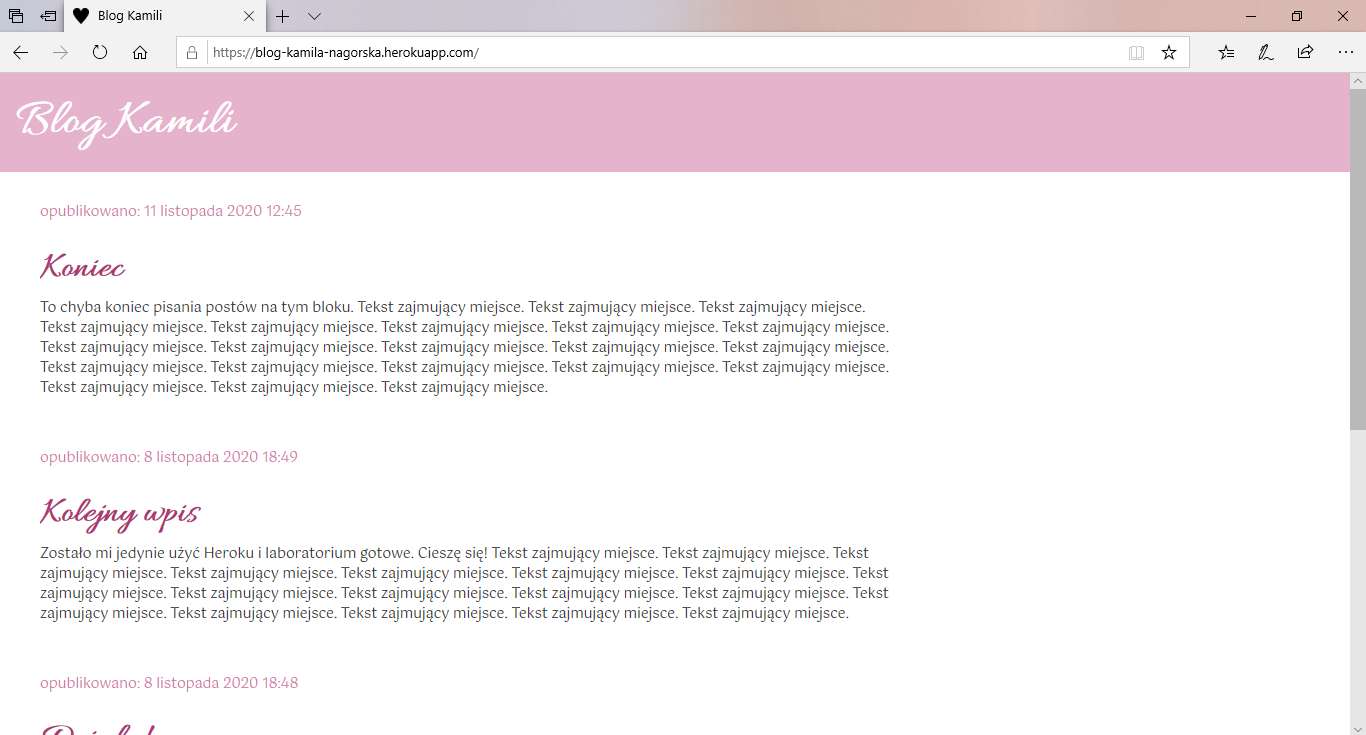 Blog Kamili
https://blog-kamila-nagorska.herokuapp.com/
Blog Kamili
opublikowano: 11 listopada 2020 12:45
Koniec
To chyba koniec pisania postów na tym bloku. Tekst zajmujący miejsce. Tekst zajmujący miejsce. Tekst zajmujący miejsce.
Tekst zajmujący miejsce. Tekst zajmujący miejsce. Tekst zajmujący miejsce. Tekst zajmujący miejsce. Tekst zajmujący miejsce.
Tekst zajmujący miejsce. Tekst zajmujący miejsce. Tekst zajmujący miejsce. Tekst zajmujący miejsce. Tekst zajmujący miejsce.
Tekst zajmujący miejsce. Tekst zajmujący miejsce. Tekst zajmujący miejsce. Tekst zajmujący miejsce. Tekst zajmujący miejsce.
Tekst zajmujący miejsce. Tekst zajmujący miejsce. Tekst zajmujący miejsce.
opublikowano: 8 listopada 2020 18:49
Kolejny wpis
Zostało mi jedynie użyć Heroku i laboratorium gotowe. Cieszę się! Tekst zajmujący miejsce. Tekst zajmujący miejsce. Tekst
zajmujący miejsce. Tekst zajmujący miejsce. Tekst zajmujący miejsce. Tekst zajmujący miejsce. Tekst zajmujący miejsce. Tekst
zajmujący miejsce. Tekst zajmujący miejsce. Tekst zajmujący miejsce. Tekst zajmujący miejsce. Tekst zajmujący miejsce. Tekst
zajmujący miejsce. Tekst zajmujący miejsce. Tekst zajmujący miejsce. Tekst zajmujący miejsce. Tekst zajmujący miejsce.
opublikowano: 8 listopada 2020 18:48